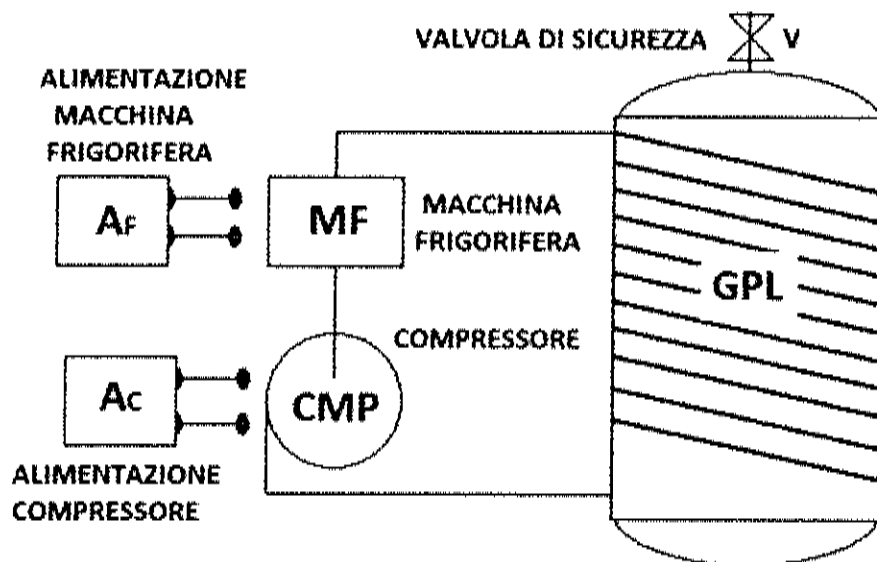 VALVOLA DI SICUREZZA V
ALIMENTAZIONE
MACCHINA
FRIGORIFERA
AF
MF
MACCHINA
FRIGORIFERA
GPL
COMPRESSORE
AC
CMP
ALIMENTAZIONE
COMPRESSORE